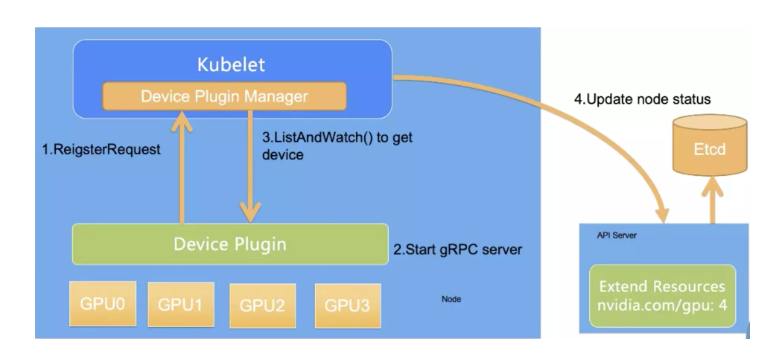 Kubelet
Device Plugin Manager
4.Update node status
1.ReigsterRequest
3.ListAndWatch() to get
device
Etcd
Device Plugin
2.Start gRPC server
API Server
Extend Resources
nvidia.com/gpu: 4
GPU0
GPU1
GPU2
GPU3
Node